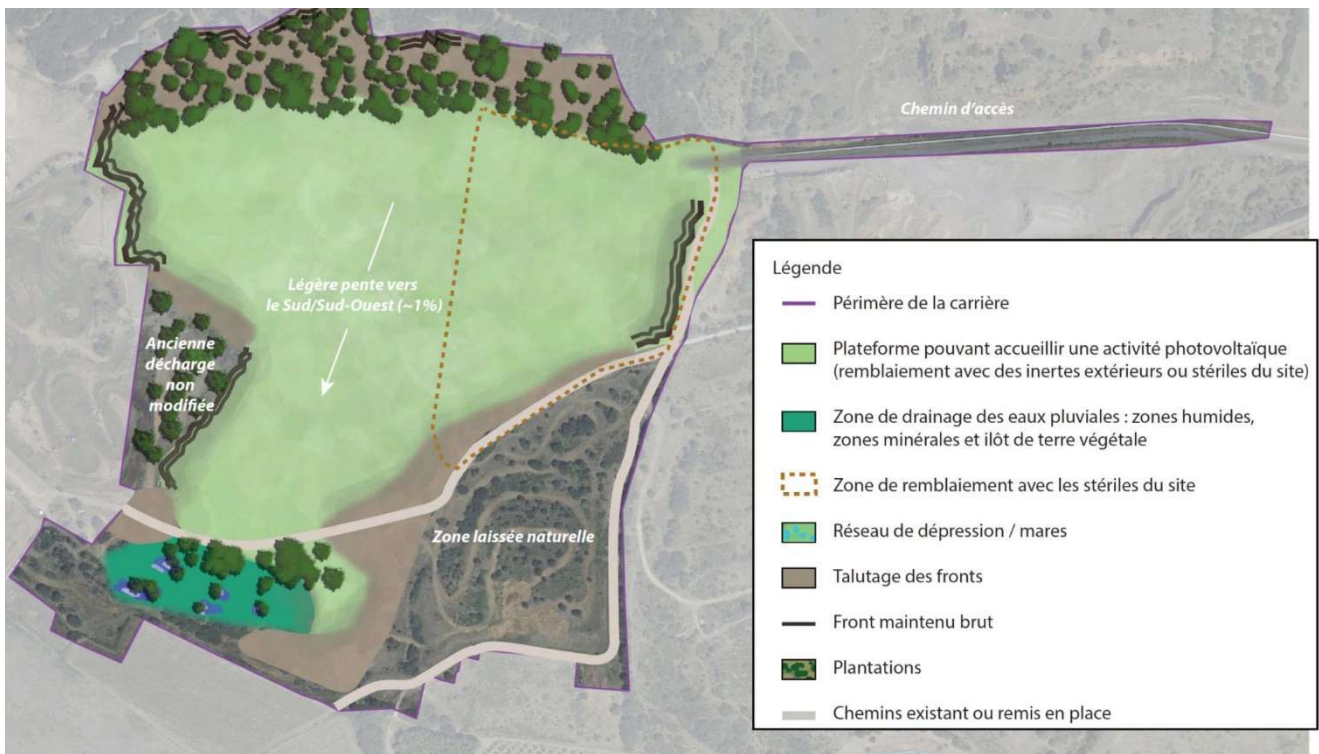 Chemin d'accès
Légère pente vers
le Sud/Sud-Ouest (~1%)
Ancienne
décharge
non
modifiée
Zone laissée naturelle
Légende
Périmère de la carrière
Plateforme pouvant accueillir une activité photovoltaïque
(remblaiement avec des inertes extérieurs ou stériles du site)
Zone de drainage des eaux pluviales : zones humides,
zones minérales et ilôt de terre végétale
Zone de remblaiement avec les stériles du site
Réseau de dépression / mares
Talutage des fronts
Front maintenu brut
Plantations
Chemins existant ou remis en place